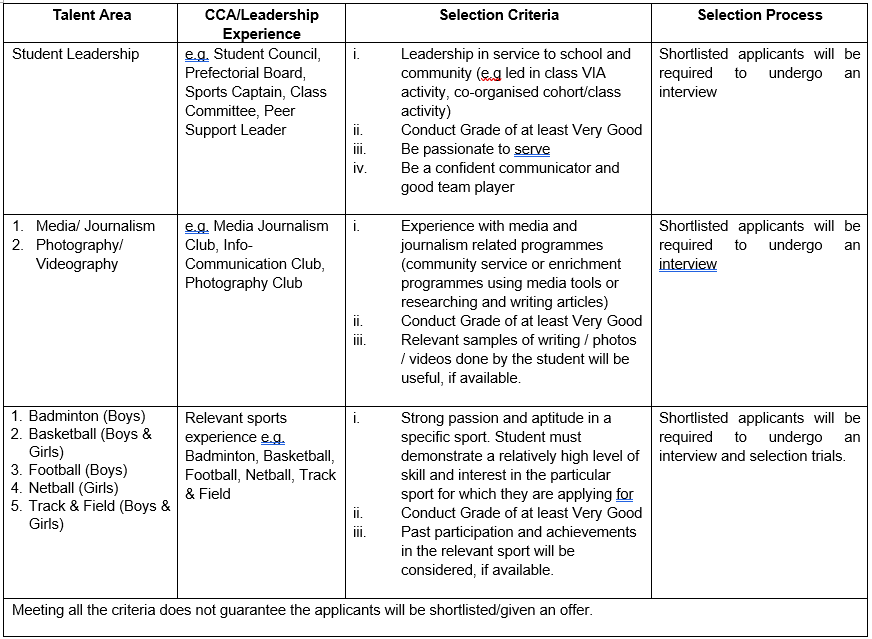 Talent Area
CCA/Leadership
Experience
Selection Criteria
Selection Process
Student Leadership
e.g. Student Council,
Prefectorial Board,
Sports Captain, Class
Committee, Peer
Support Leader
i. Leadership in service to school and
community (e.g led in class VIA
activity, co-organised cohort/class
activity)
ii. Conduct Grade of at least Very Good
iii. Be passionate to serve
iv. Be a confident communicator and
good team player
Shortlisted applicants will be
required to undergo an
interview
1. Media/ Journalism
2. Photography/
Videography
e.g. Media Journalism
Club, Info-
Communication Club,
Photography Club
i. Experience with media and
journalism related programmes
(community service or enrichment
programmes using media tools or
researching and writing articles)
ii. Conduct Grade of at least Very Good
iii. Relevant samples of writing / photos
/ videos done by the student will be
useful, if available.
Shortlisted applicants will be
required to undergo an
interview
1. Badminton (Boys)
2. Basketball (Boys &
Girls)
3. Football (Boys)
4. Netball (Girls)
5. Track & Field (Boys &
Girls)
Relevant sports
experience e.g.
Badminton, Basketball,
Football, Netball, Track
& Field
i. Strong passion and aptitude in a
specific sport. Student must
demonstrate a relatively high level of
skill and interest in the particular
sport for which they are applying for
ii. Conduct Grade of at least Very Good
iii. Past participation and achievements
in the relevant sport will be
considered, if available.
Shortlisted applicants will be
required to undergo an
interview and selection trials.
Meeting all the criteria does not guarantee the applicants will be shortlisted/given an offer.